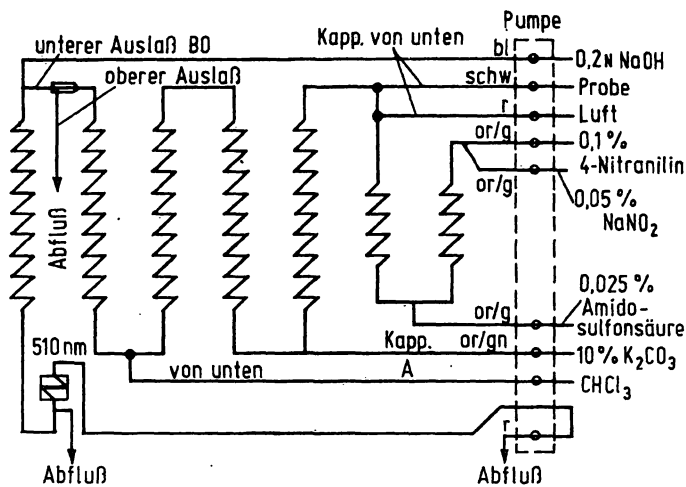 Pumpe
unterer Auslaß BO
Kapp. von unten
bl
0,2N NaOH
oberer Auslaß
schw
Probe
r
Luft
or/g
0,1 %
4-Nitranilin
or/g
0,05 %
NaNO₂
Abfluß
0,025 %
Amido-
sulfonsäure
or/g
510 nm
Kapp.
or/gn
10% K₂CO₃
von unten
A
CHCl₃
r
Abfluß
Abfluß